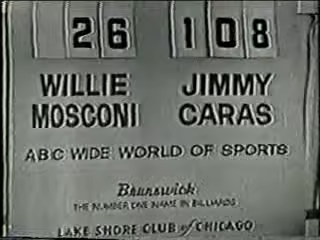 26 108
WILLIE JIMMY
MOSCONI CARAS
ABC WIDE WORLD OF SPORTS
Brunswick
THE NUMBER ONE NAME IN BILLIARDS
LAKE SHORE CLUB of CHICAGO